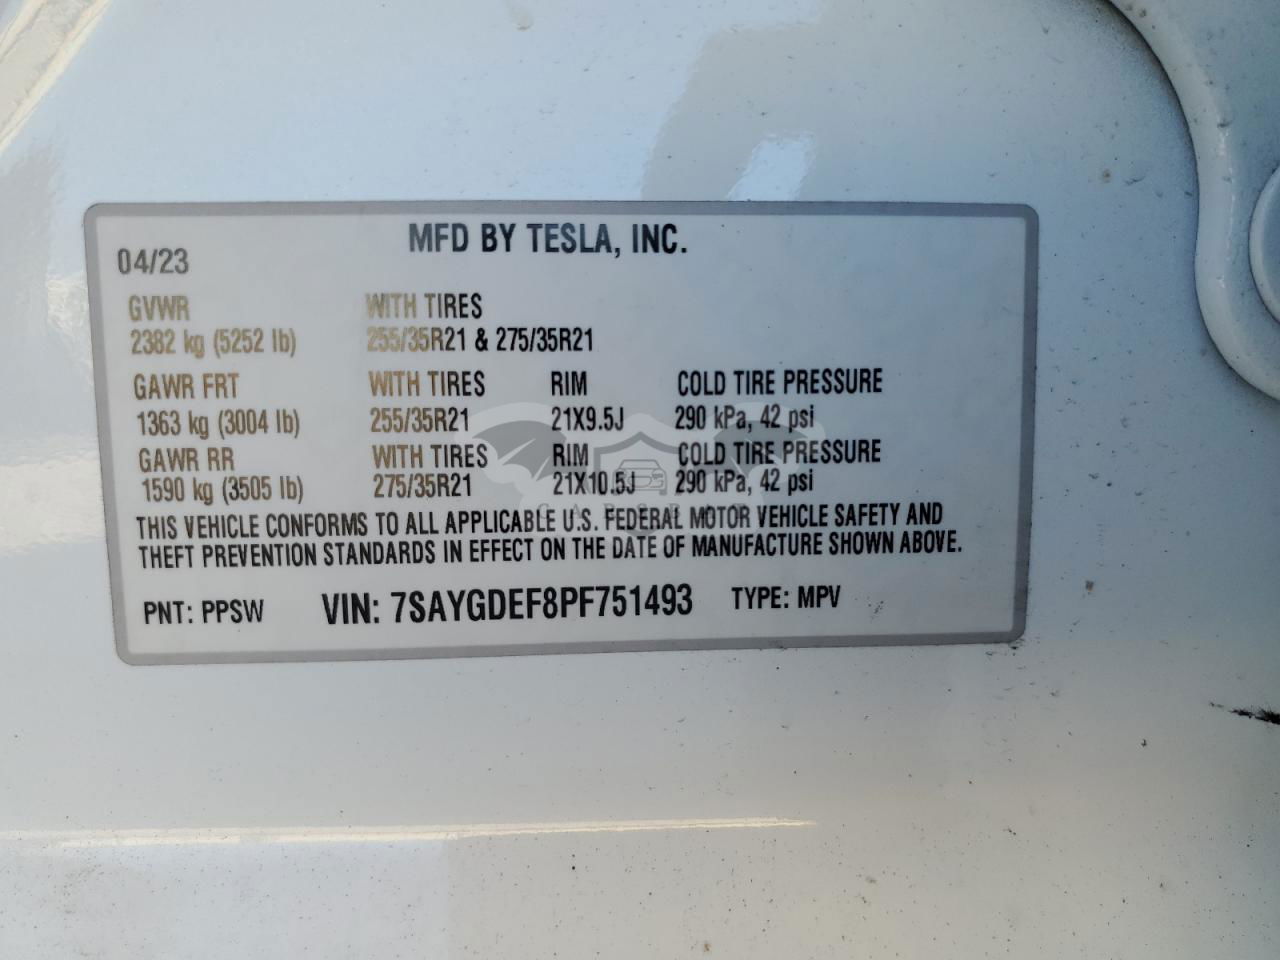 MFD BY TESLA, INC.
04/23
GVWR WITH TIRES
2382 kg (5252 lb) 255/35R21 & 275/35R21
GAWR FRT WITH TIRES RIM COLD TIRE PRESSURE
1363 kg (3004 lb) 255/35R21 21X9.5J 290 kPa, 42 psi
GAWR RR WITH TIRES RIM COLD TIRE PRESSURE
1590 kg (3505 lb) 275/35R21 21X10.5J 290 kPa, 42 psi
THIS VEHICLE CONFORMS TO ALL APPLICABLE U.S. FEDERAL MOTOR VEHICLE SAFETY AND
THEFT PREVENTION STANDARDS IN EFFECT ON THE DATE OF MANUFACTURE SHOWN ABOVE.
PNT: PPSW VIN: 7SAYGDEF8PF751493 TYPE: MPV